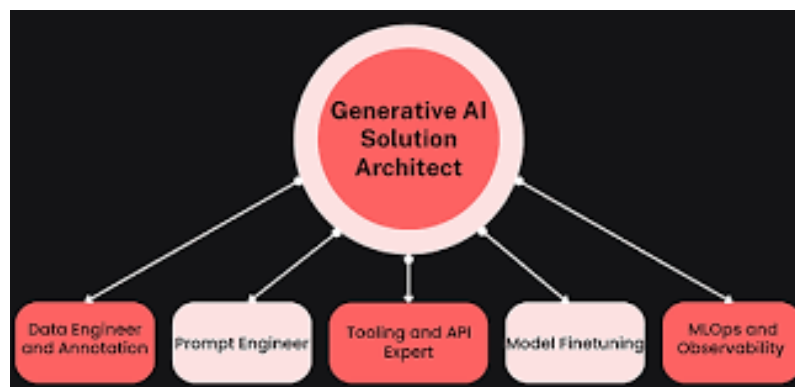 Generative AI
Solution
Architect
Data Engineer
and Annotation
Prompt Engineer
Tooling and API
Expert
Model Finetuning
MLOps and
Observability